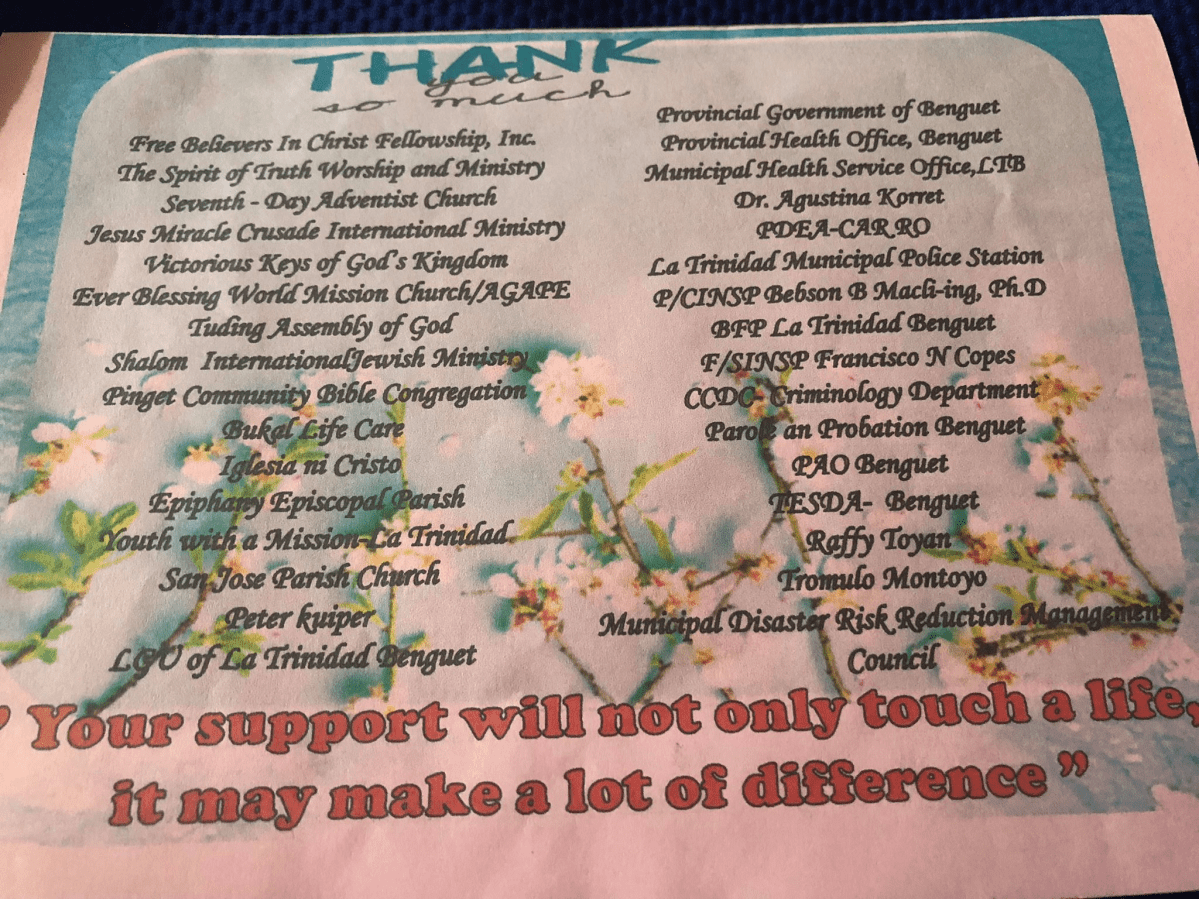 THANK
you
so much
Free Believers In Christ Fellowship, Inc.
The Spirit of Truth Worship and Ministry
Seventh - Day Adventist Church
Jesus Miracle Crusade International Ministry
Victorious Keys of God's Kingdom
Ever Blessing World Mission Church/AGAPE
Tuding Assembly of God
Shalom InternationalJewish Ministry
Pinget Community Bible Congregation
Bukal Life Care
Iglesia ni Cristo
Epiphany Episcopal Parish
Youth with a Mission-La Trinidad
San Jose Parish Church
Peter kuiper
LGU of La Trinidad Benguet
Provincial Government of Benguet
Provincial Health Office, Benguet
Municipal Health Service Office,LTB
Dr. Agustina Korret
PDEA-CAR RO
La Trinidad Municipal Police Station
P/CINSP Bebson B Macli-ing, Ph.D
BFP La Trinidad Benguet
F/SINSP Francisco N Copes
CCDC- Criminology Department
Parole an Probation Benguet
PAO Benguet
TESDA- Benguet
Raffy Toyan
Tromulo Montoyo
Municipal Disaster Risk Reduction Management
Council
" Your support will not only touch a life,
it may make a lot of difference "